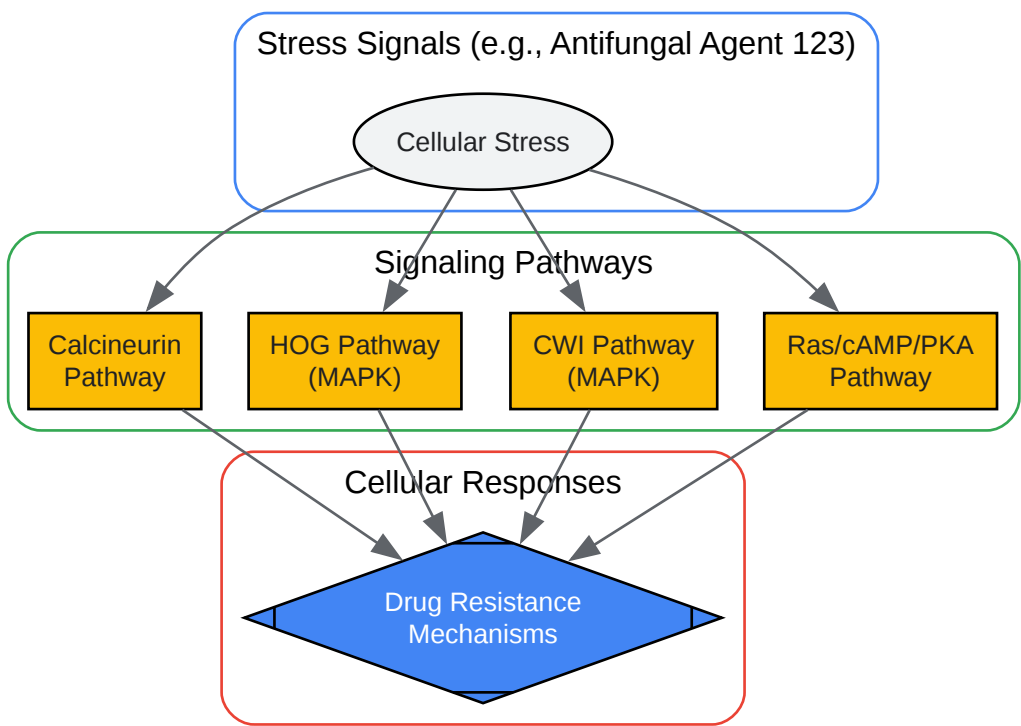 Stress Signals (e.g., Antifungal Agent 123)
Cellular Stress
Signaling Pathways
Calcineurin
Pathway
HOG Pathway
(MAPK)
CWI Pathway
(MAPK)
Ras/cAMP/PKA
Pathway
Cellular Responses
Drug Resistance
Mechanisms